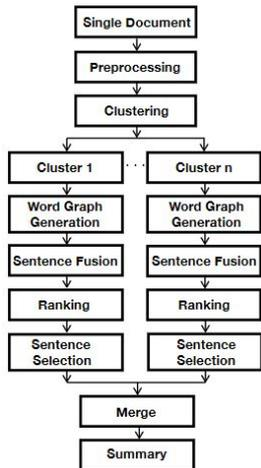 Single Document
Preprocessing
Clustering
Cluster 1 . . . Cluster n
Word Graph
Generation
Word Graph
Generation
Sentence Fusion
Sentence Fusion
Ranking
Ranking
Sentence
Selection
Sentence
Selection
Merge
Summary